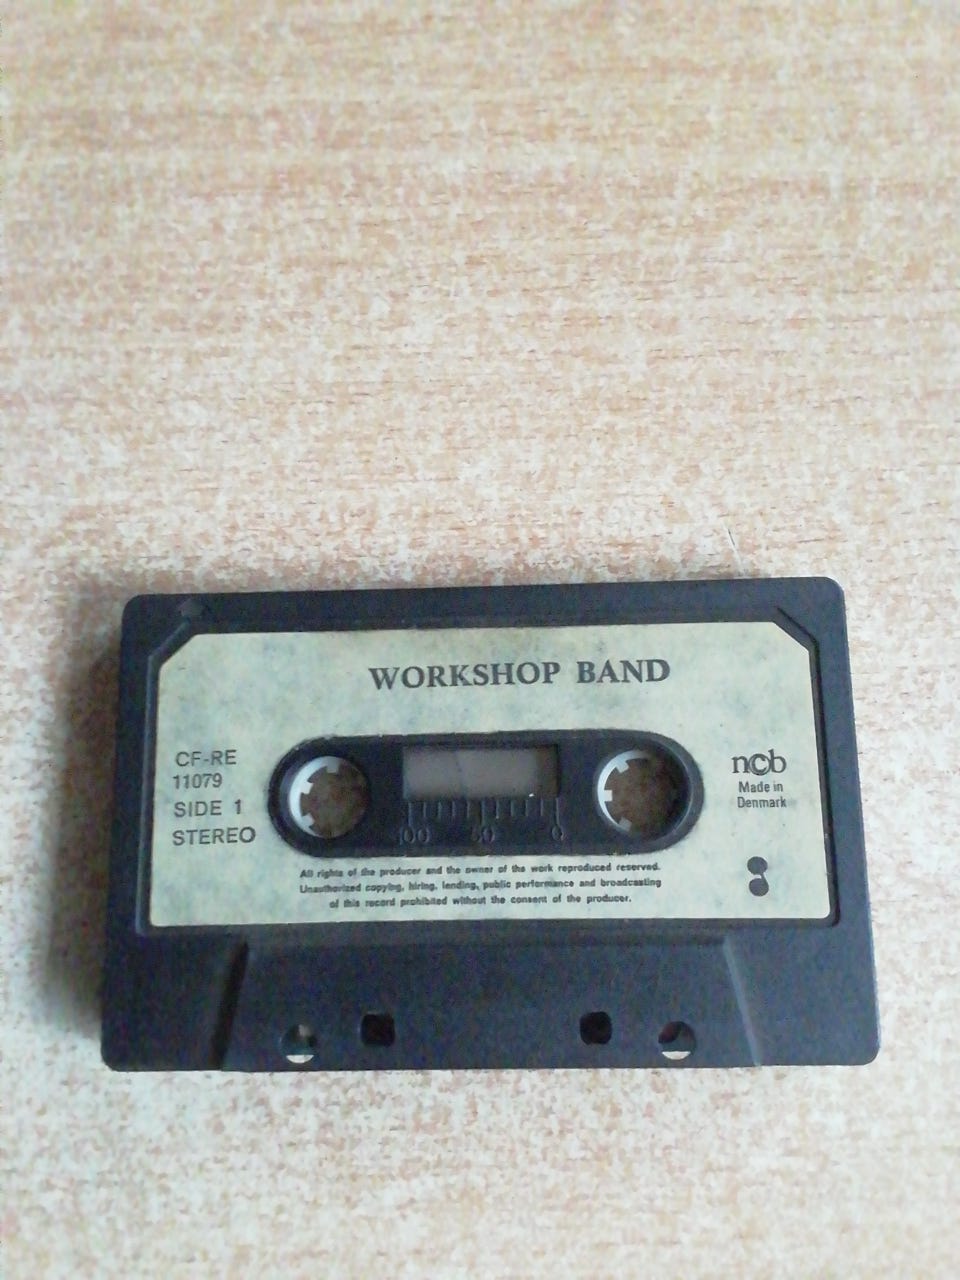 WORKSHOP BAND
CF-RE
11079
SIDE 1
STEREO
ncb
Made in
Denmark
100 50 0
All rights of the producer and the owner of the work reproduced reserved.
Unauthorized copying, hiring, lending, public performance and broadcasting
of this record prohibited without the consent of the producer.